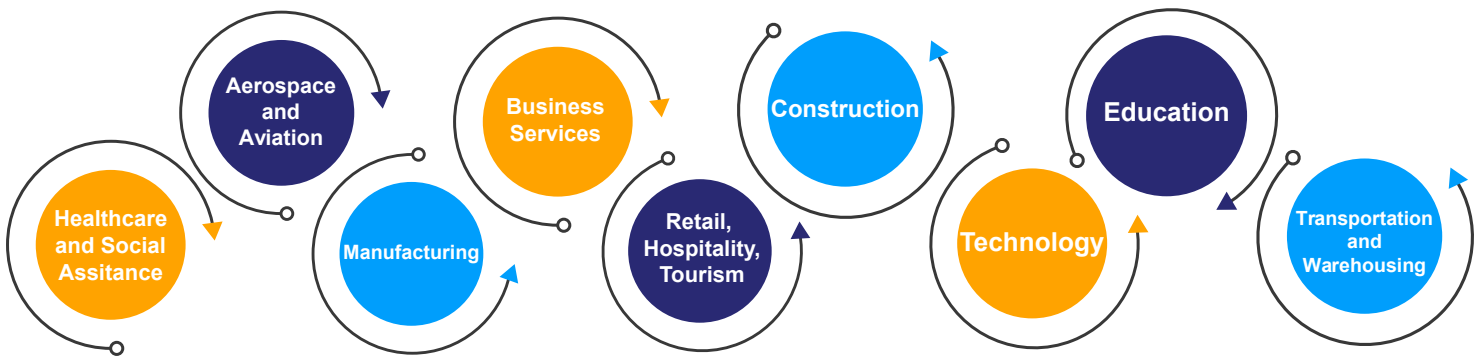 Healthcare
and Social
Assitance
Aerospace
and
Aviation
Manufacturing
Business
Services
Retail,
Hospitality,
Tourism
Construction
Technology
Education
Transportation
and
Warehousing